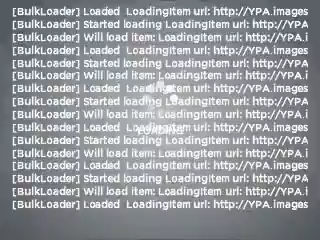 [BulkLoader] Loaded LoadingItem url: http://YPA.images
[BulkLoader] Started loading LoadingItem url: http://YPA
[BulkLoader] Will load item: LoadingItem url: http://YPA.i
[BulkLoader] Loaded LoadingItem url: http://YPA.images
[BulkLoader] Started loading LoadingItem url: http://YPA
[BulkLoader] Will load item: LoadingItem url: http://YPA.i
[BulkLoader] Loaded LoadingItem url: http://YPA.images
[BulkLoader] Started loading LoadingItem url: http://YPA
[BulkLoader] Will load item: LoadingItem url: http://YPA.i
[BulkLoader] Loaded LoadingItem url: http://YPA.images
[BulkLoader] Started loading LoadingItem url: http://YPA
[BulkLoader] Will load item: LoadingItem url: http://YPA.i
[BulkLoader] Loaded LoadingItem url: http://YPA.images
[BulkLoader] Started loading LoadingItem url: http://YPA
[BulkLoader] Will load item: LoadingItem url: http://YPA.i
[BulkLoader] Loaded LoadingItem url: http://YPA.images